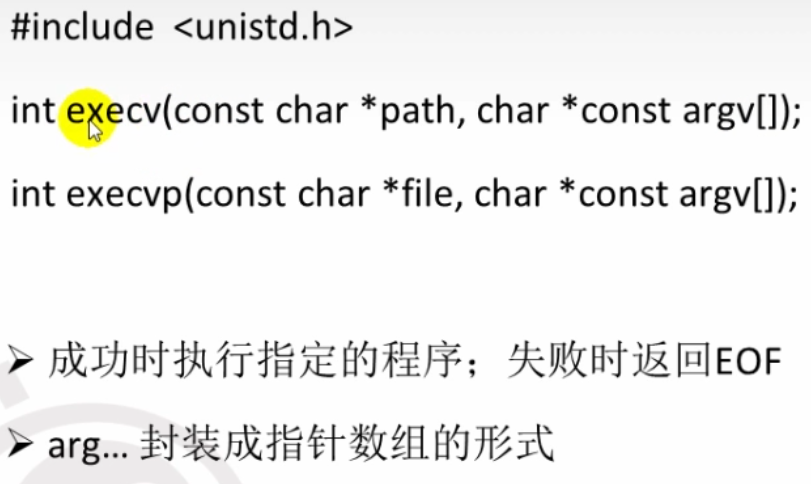 #include <unistd.h>
int execv(const char *path, char *const argv[]);
int execvp(const char *file, char *const argv[]);
➢ 成功时执行指定的程序；失败时返回EOF
➢ arg… 封装成指针数组的形式